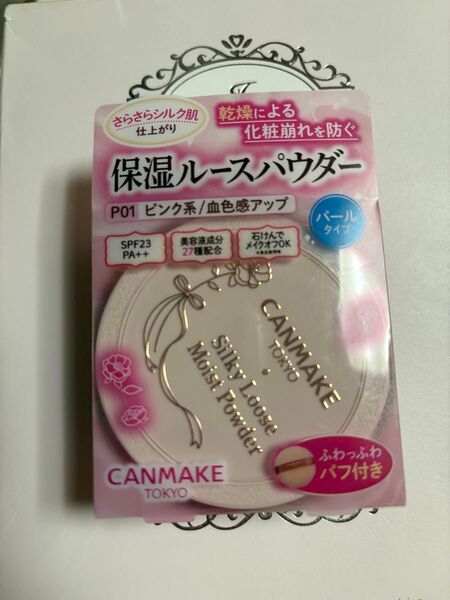 さらさらシルク肌
仕上がり
乾燥による
化粧崩れを防ぐ
保湿ルースパウダー
P01 ピンク系/血色感アップ
パール
タイプ
SPF23
PA++
美容液成分
27種配合
石けんで
メイクオフOK
CANMAKE
TOKYO
Silky Loose
Moist Powder
ふわっふわ
パフ付き
CANMAKE
TOKYO